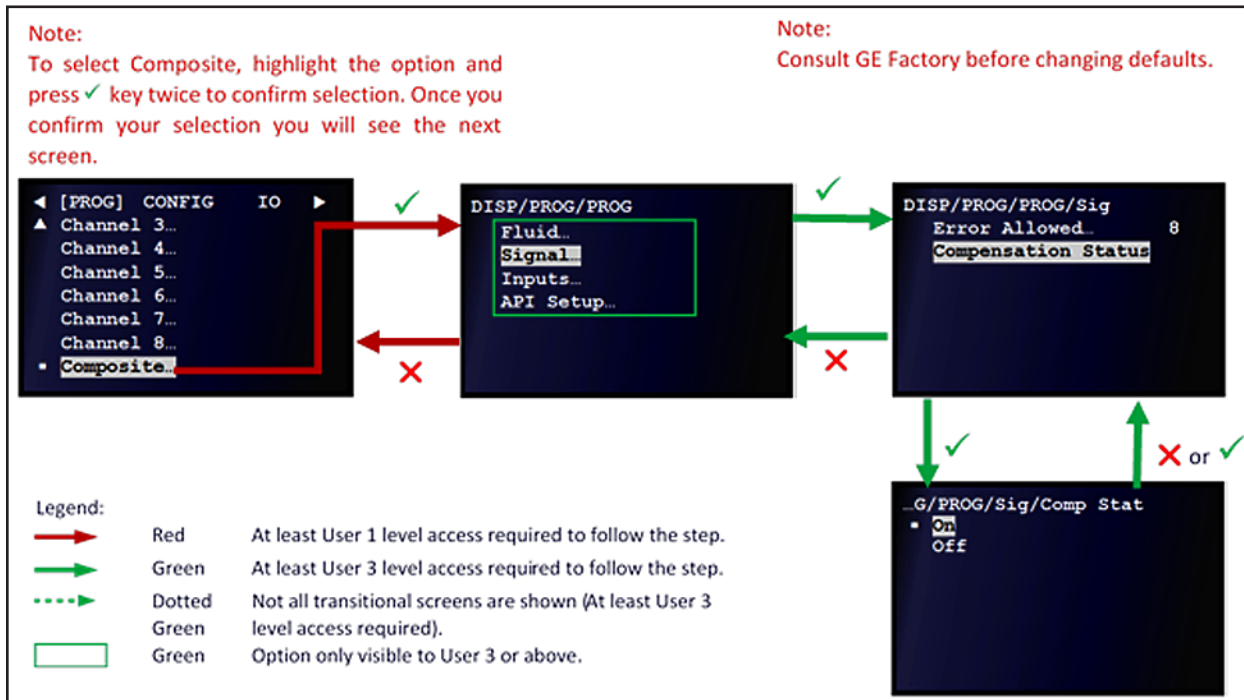 Note:
To select Composite, highlight the option and
press ✓ key twice to confirm selection. Once you
confirm your selection you will see the next
screen.
Note:
Consult GE Factory before changing defaults.
◀ [PROG] CONFIG IO ▶
▲ Channel 3…
Channel 4…
Channel 5…
Channel 6…
Channel 7…
Channel 8…
▪ Composite…
DISP/PROG/PROG
Fluid…
Signal…
Inputs…
API Setup…
DISP/PROG/PROG/Sig
Error Allowed… 8
Compensation Status
✗ or ✓
…G/PROG/Sig/Comp Stat
▪ On
Off
Legend:
Red At least User 1 level access required to follow the step.
Green At least User 3 level access required to follow the step.
Dotted Not all transitional screens are shown (At least User 3
Green level access required).
Green Option only visible to User 3 or above.